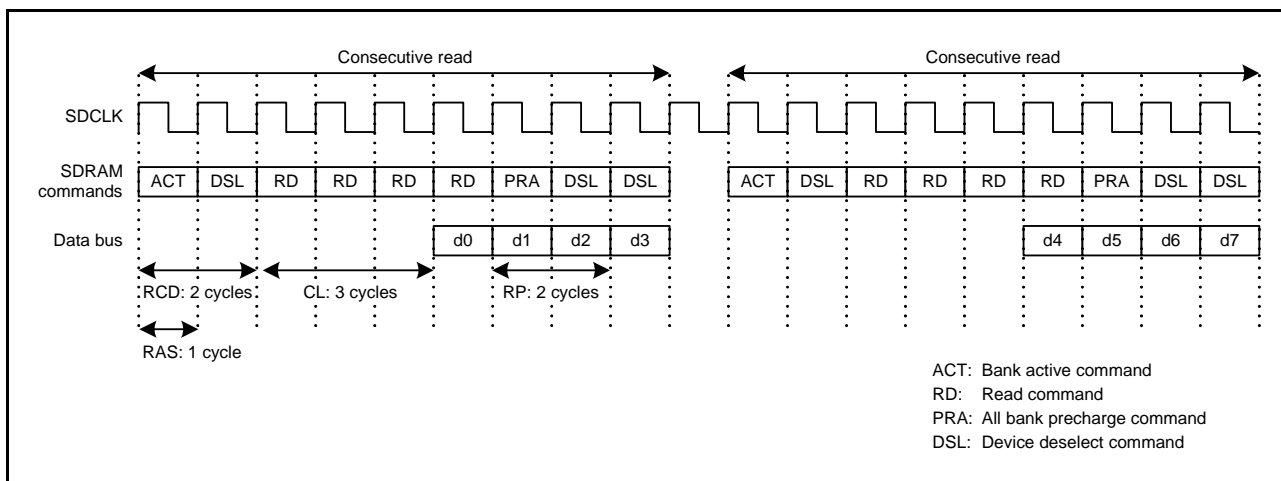 Consecutive read Consecutive read
SDCLK
SDRAM
commands
ACT DSL RD RD RD RD PRA DSL DSL ACT DSL RD RD RD RD PRA DSL DSL
Data bus d0 d1 d2 d3 d4 d5 d6 d7
RCD: 2 cycles CL: 3 cycles RP: 2 cycles
RAS: 1 cycle
ACT: Bank active command
RD: Read command
PRA: All bank precharge command
DSL: Device deselect command